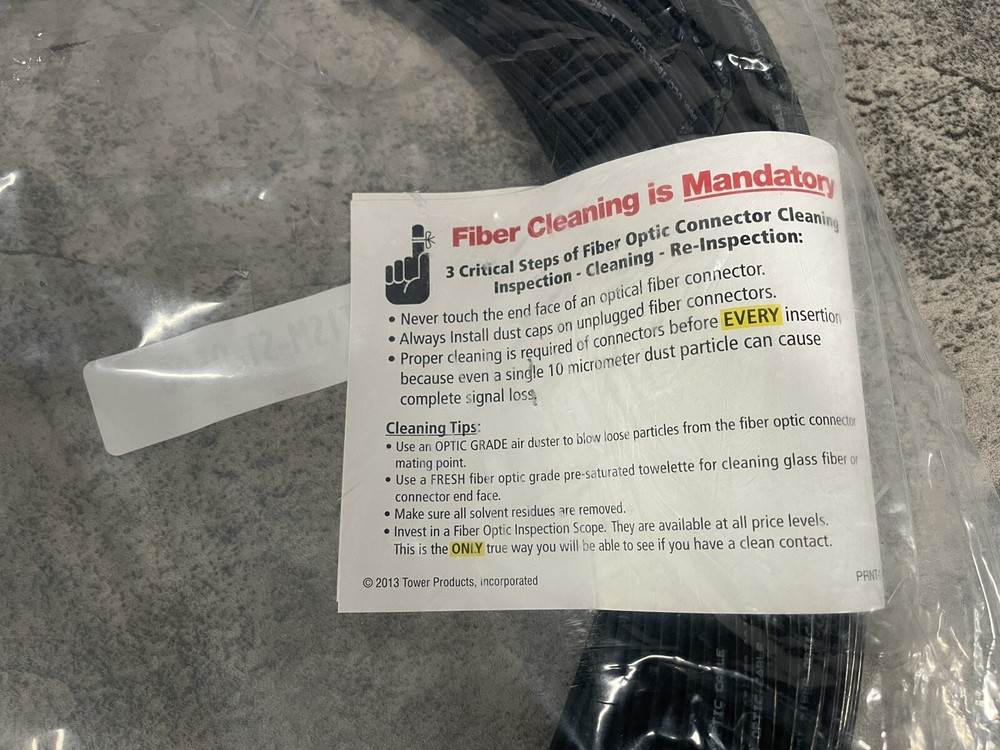 Fiber Cleaning is Mandatory
3 Critical Steps of Fiber Optic Connector Cleaning
Inspection - Cleaning - Re-Inspection:
• Never touch the end face of an optical fiber connector.
• Always Install dust caps on unplugged fiber connectors.
• Proper cleaning is required of connectors before EVERY insertion
because even a single 10 micrometer dust particle can cause
complete signal loss.
Cleaning Tips:
• Use an OPTIC GRADE air duster to blow loose particles from the fiber optic connector
mating point.
• Use a FRESH fiber optic grade pre-saturated towelette for cleaning glass fiber or
connector end face.
• Make sure all solvent residues are removed.
• Invest in a Fiber Optic Inspection Scope. They are available at all price levels.
This is the ONLY true way you will be able to see if you have a clean contact.
© 2013 Tower Products, incorporated
PRNT-